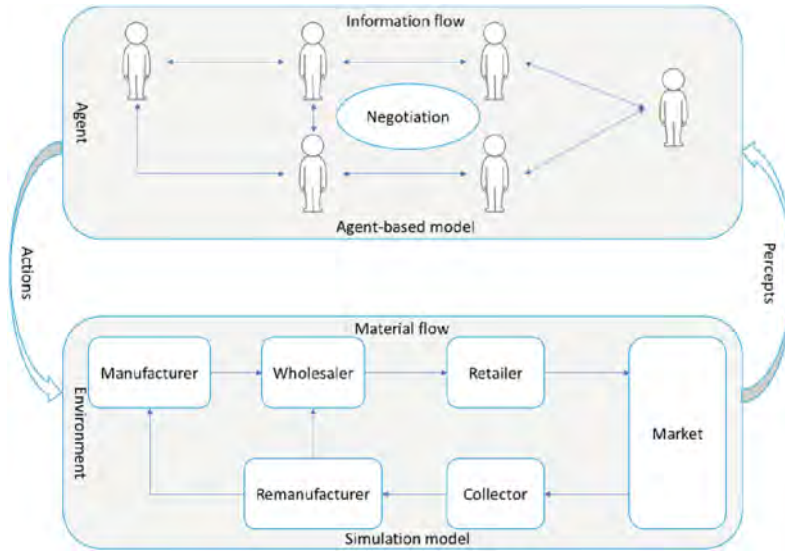 Information flow
Agent
Negotiation
Agent-based model
Actions
Percepts
Material flow
Environment
Manufacturer
Wholesaler
Retailer
Market
Remanufacturer
Collector
Simulation model